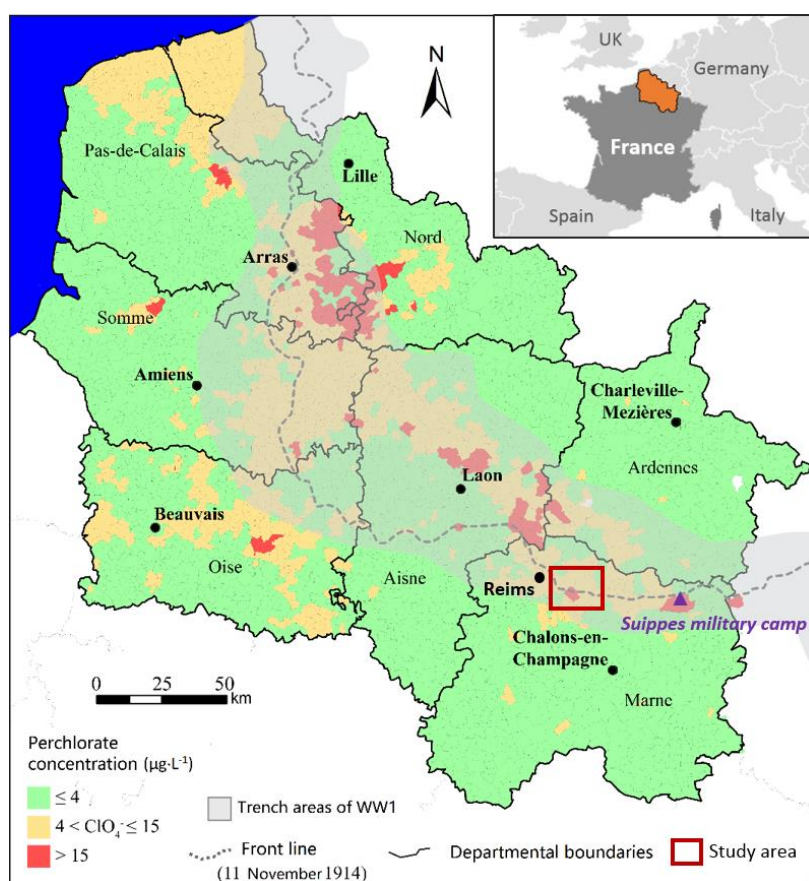 UK
Germany
France
Spain
Italy
N
Pas-de-Calais
Lille
Nord
Arras
Somme
Amiens
Charleville-
Mezières
Ardennes
Laon
Beauvais
Oise
Aisne
Reims
Suippes military camp
Chalons-en-
Champagne
Marne
0 25 50
km
Perchlorate
concentration (µg·L⁻¹)
≤ 4
4 < ClO₄⁻ ≤ 15
> 15
Trench areas of WW1
Front line
(11 November 1914)
Departmental boundaries
Study area